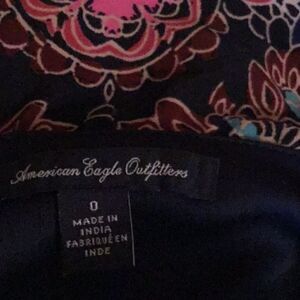 American Eagle Outfitters
0
MADE IN
INDIA
FABRIQUÉ EN
INDE